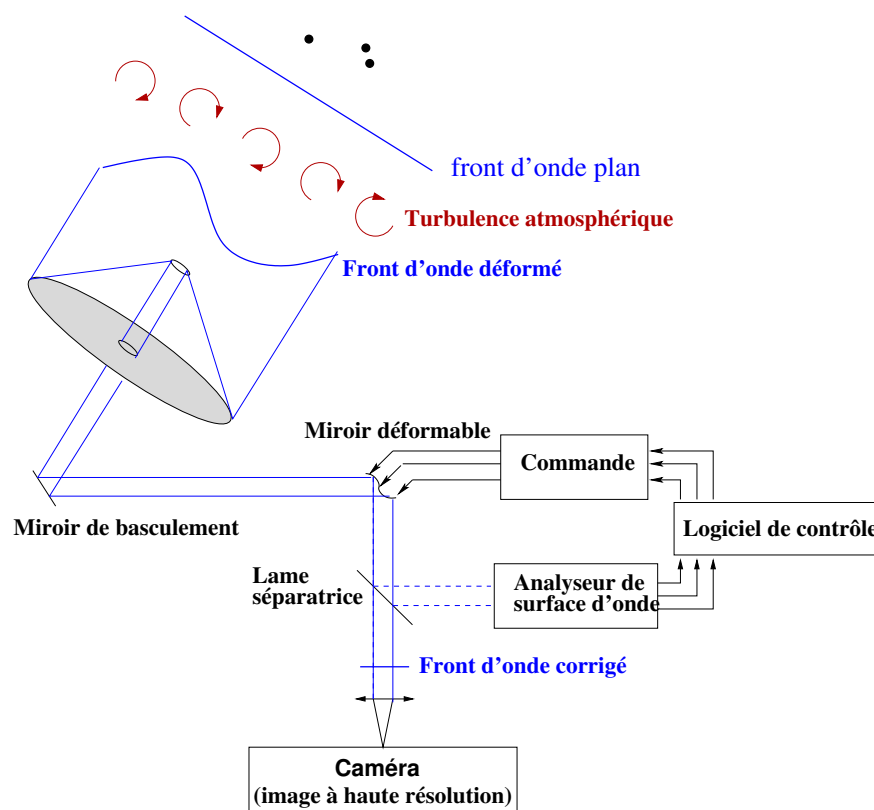 front d'onde plan
Turbulence atmosphérique
Front d'onde déformé
Miroir déformable
Commande
Miroir de basculement
Logiciel de contrôle
Lame
séparatrice
Analyseur de
surface d'onde
Front d'onde corrigé
Caméra
(image à haute résolution)